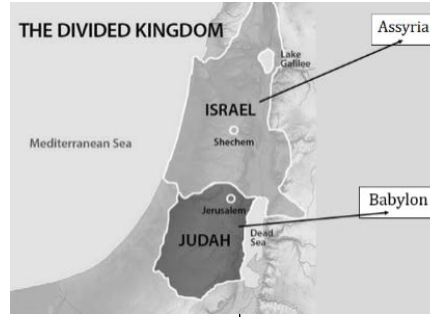 THE DIVIDED KINGDOM
Assyria
Lake
Galilee
ISRAEL
Shechem
Mediterranean Sea
Babylon
Jerusalem
JUDAH
Dead
Sea